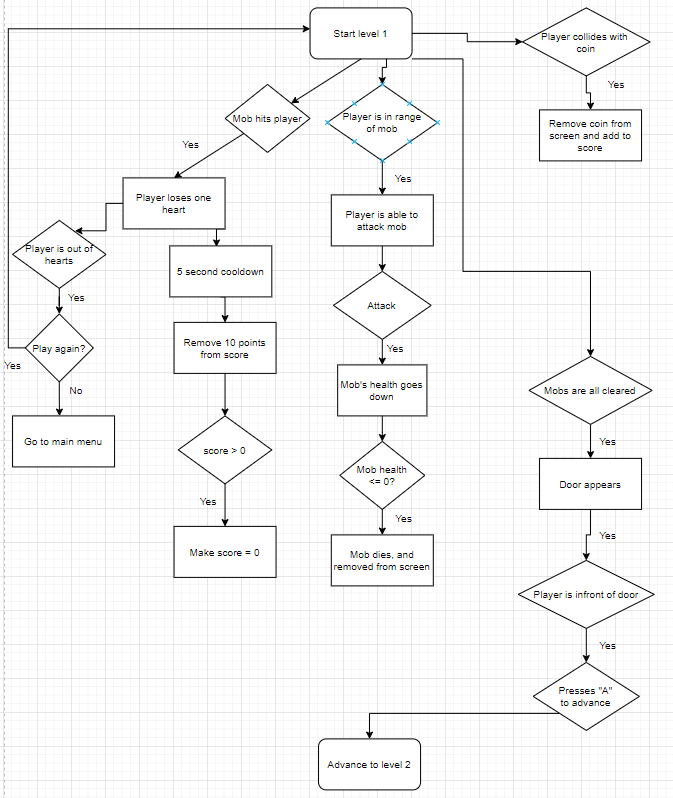 Start level 1
Player collides with
coin
Yes
Remove coin from
screen and add to
score
Mob hits player
Yes
Player is in range
of mob
Yes
Player loses one
heart
Player is able to
attack mob
Player is out of
hearts
Yes
5 second cooldown
Attack
Yes
Play again?
Yes
No
Remove 10 points
from score
Mob's health goes
down
Mobs are all cleared
Yes
Go to main menu
score > 0
Yes
Mob health
<= 0?
Yes
Door appears
Yes
Make score = 0
Mob dies, and
removed from screen
Player is infront of door
Yes
Presses "A"
to advance
Advance to level 2